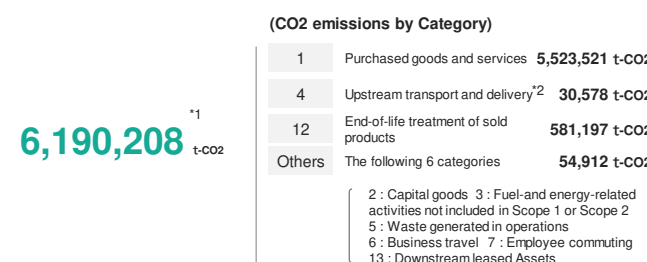 (CO2 emissions by Category)
1 Purchased goods and services 5,523,521 t-CO2
4 Upstream transport and delivery*2 30,578 t-CO2
12 End-of-life treatment of sold
products 581,197 t-CO2
Others The following 6 categories 54,912 t-CO2
*1
6,190,208 t-CO2
2 : Capital goods 3 : Fuel-and energy-related
activities not included in Scope 1 or Scope 2
5 : Waste generated in operations
6 : Business travel 7 : Employee commuting
13 : Downstream leased Assets